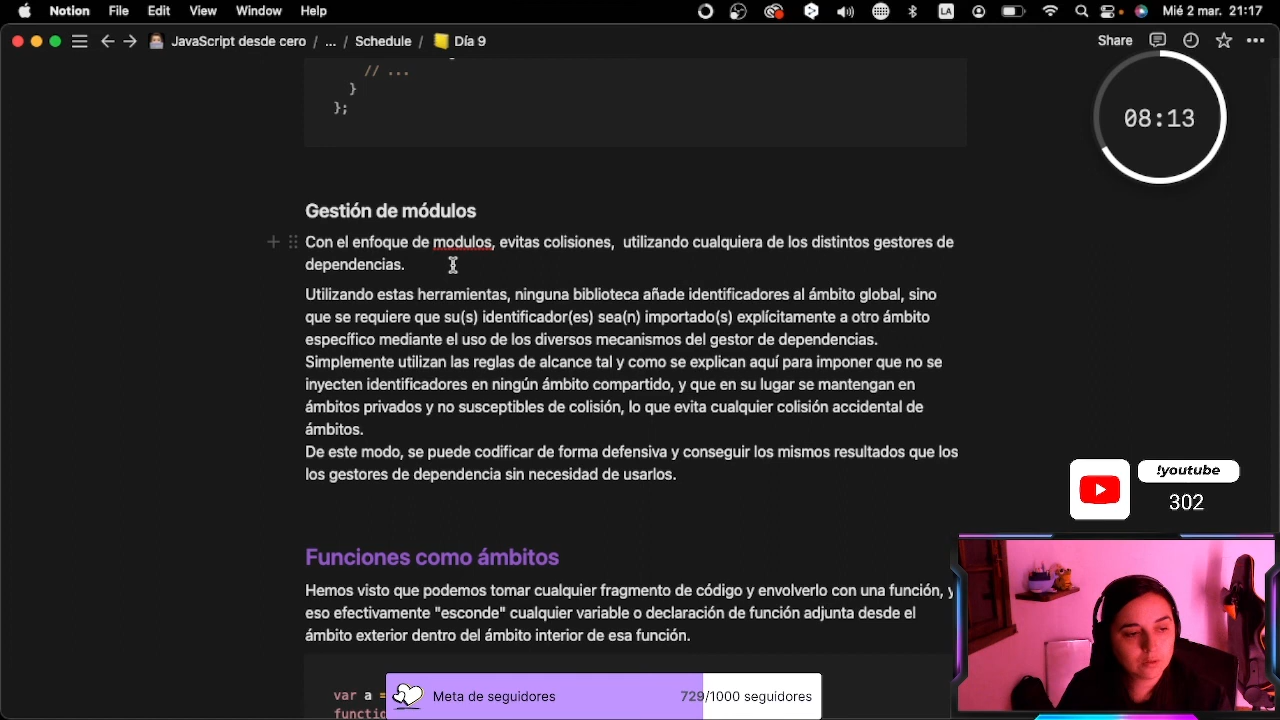 Notion File Edit View Window Help LA Mié 2 mar. 21:17
JavaScript desde cero / ... / Schedule / Día 9 Share
// ...
}
};
08:13
Gestión de módulos
Con el enfoque de modulos, evitas colisiones,  utilizando cualquiera de los distintos gestores de
dependencias.
Utilizando estas herramientas, ninguna biblioteca añade identificadores al ámbito global, sino
que se requiere que su(s) identificador(es) sea(n) importado(s) explícitamente a otro ámbito
específico mediante el uso de los diversos mecanismos del gestor de dependencias.
Simplemente utilizan las reglas de alcance tal y como se explican aquí para imponer que no se
inyecten identificadores en ningún ámbito compartido, y que en su lugar se mantengan en
ámbitos privados y no susceptibles de colisión, lo que evita cualquier colisión accidental de
ámbitos.
De este modo, se puede codificar de forma defensiva y conseguir los mismos resultados que los
los gestores de dependencia sin necesidad de usarlos.
!youtube
302
Funciones como ámbitos
Hemos visto que podemos tomar cualquier fragmento de código y envolverlo con una función, y
eso efectivamente "esconde" cualquier variable o declaración de función adjunta desde el
ámbito exterior dentro del ámbito interior de esa función.
var a =
Meta de seguidores 729/1000 seguidores